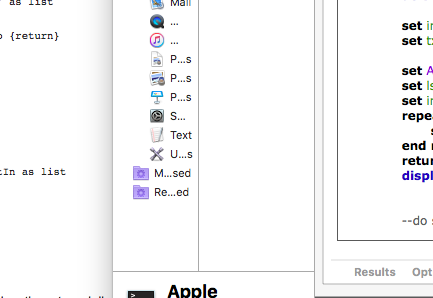 as list
{return}
In as list
Mail
...
...
P...s
P...s
P...s
S...
Text
U...s
M...sed
Re...ed
Apple
set
set
set A
set
set
repe
s
end
retur
displ
--do
Results
Opt